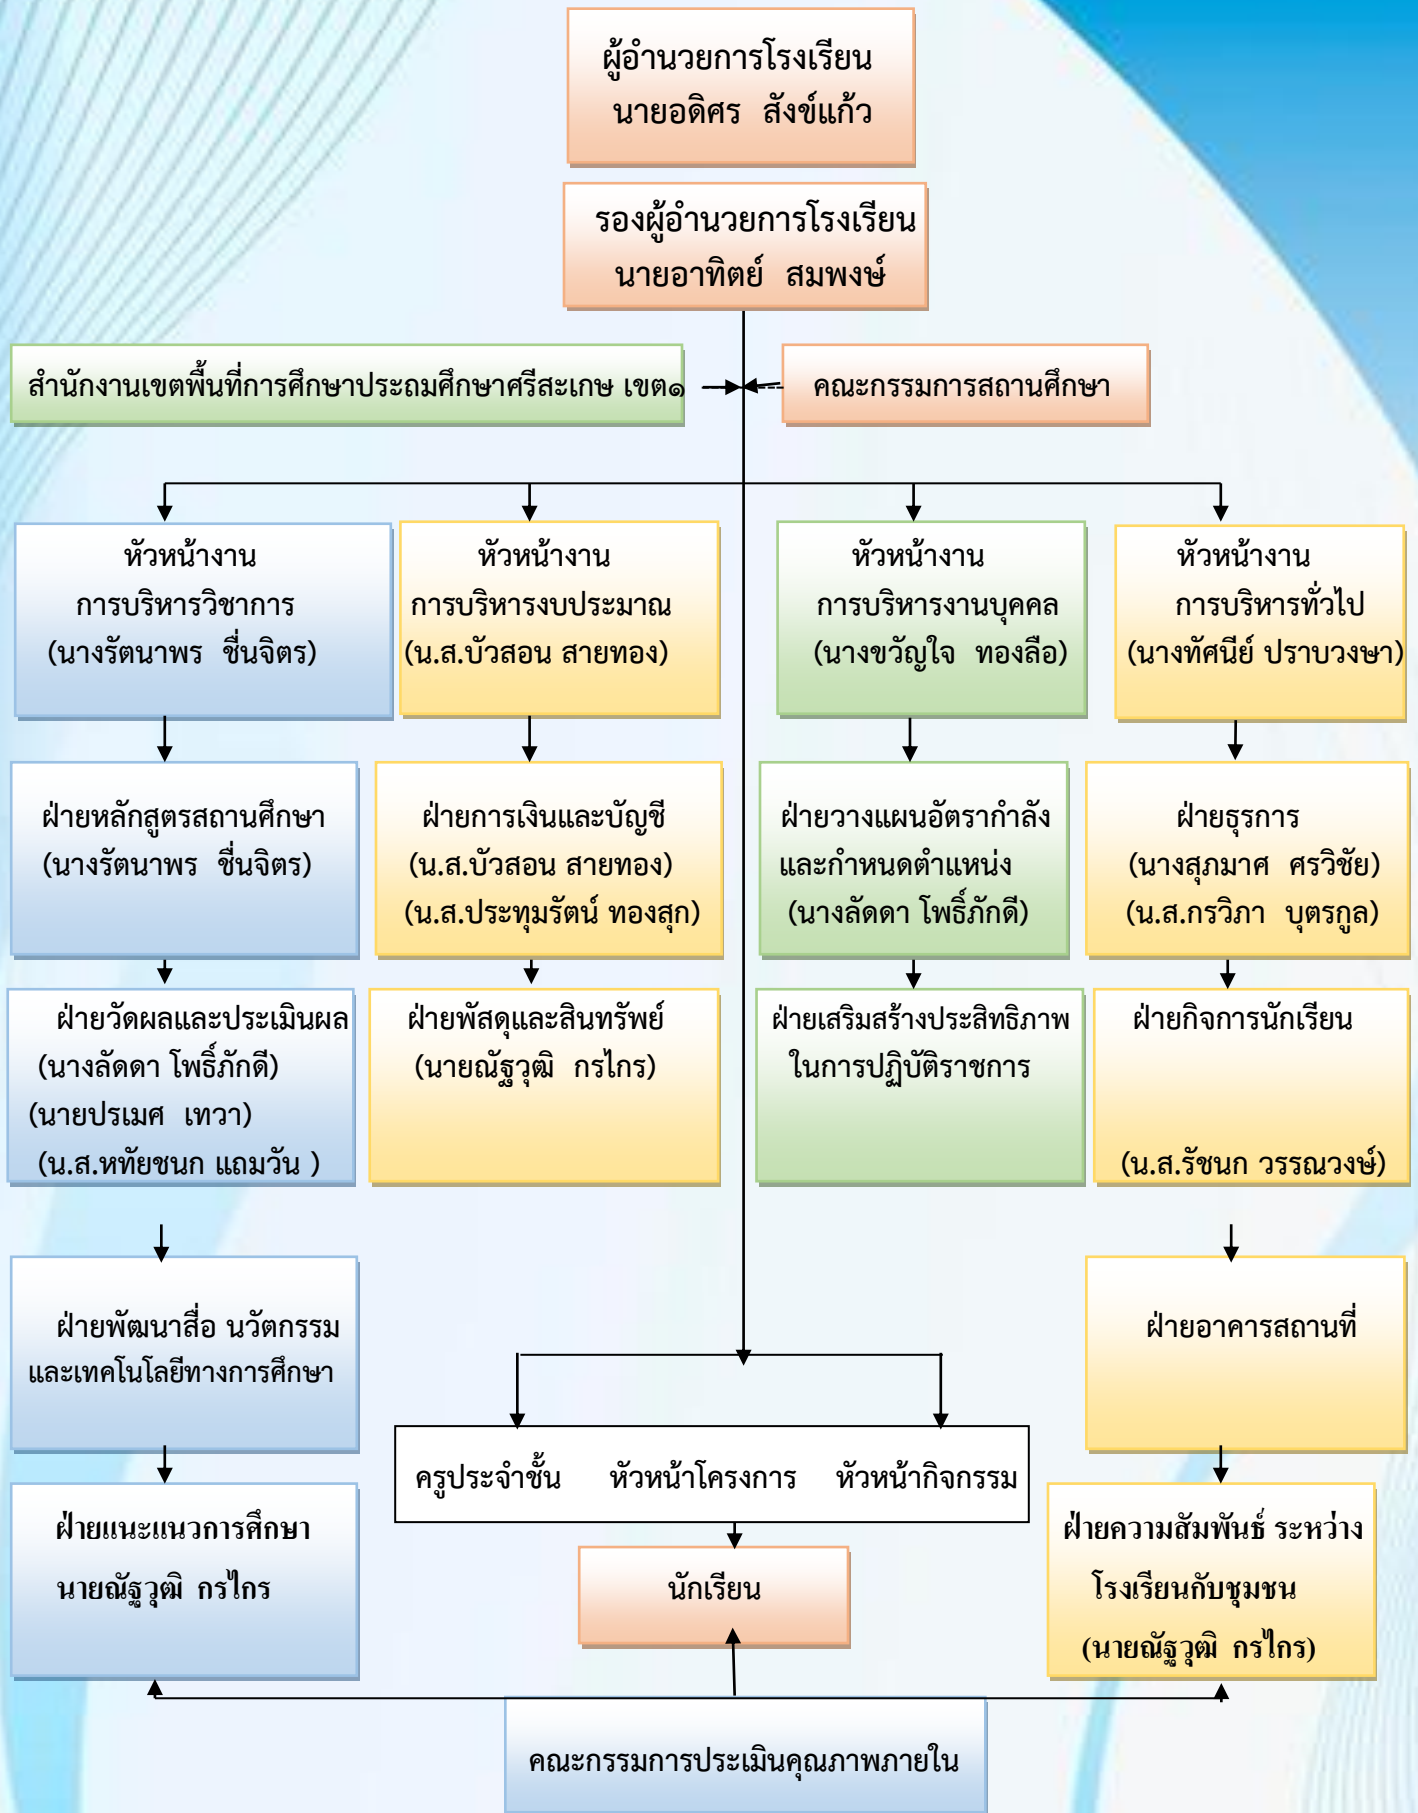 ผู้อำนวยการโรงเรียน
นายอดิศร สังข์แก้ว
รองผู้อำนวยการโรงเรียน
นายอาทิตย์ สมพงษ์
สำนักงานเขตพื้นที่การศึกษาประถมศึกษาศรีสะเกษ เขต๑
คณะกรรมการสถานศึกษา
หัวหน้างาน
การบริหารวิชาการ
(นางรัตนาพร ชื่นจิตร)
หัวหน้างาน
การบริหารงบประมาณ
(น.ส.บัวสอน สายทอง)
หัวหน้างาน
การบริหารงานบุคคล
(นางขวัญใจ ทองลือ)
หัวหน้างาน
การบริหารทั่วไป
(นางทัศนีย์ ปราบวงษา)
ฝ่ายหลักสูตรสถานศึกษา
(นางรัตนาพร ชื่นจิตร)
ฝ่ายการเงินและบัญชี
(น.ส.บัวสอน สายทอง)
(น.ส.ประทุมรัตน์ ทองสุก)
ฝ่ายวางแผนอัตรากำลัง
และกำหนดตำแหน่ง
(นางลัดดา โพธิ์ภักดี)
ฝ่ายธุรการ
(นางสุภมาศ ศรวิชัย)
(น.ส.กรวิภา บุตรกูล)
ฝ่ายวัดผลและประเมินผล
(นางลัดดา โพธิ์ภักดี)
(นายปรเมศ เทวา)
(น.ส.หทัยชนก แถมวัน )
ฝ่ายพัสดุและสินทรัพย์
(นายณัฐวุฒิ กรไกร)
ฝ่ายเสริมสร้างประสิทธิภาพ
ในการปฏิบัติราชการ
ฝ่ายกิจการนักเรียน
(น.ส.รัชนก วรรณวงษ์)
ฝ่ายพัฒนาสื่อ นวัตกรรม
และเทคโนโลยีทางการศึกษา
ฝ่ายอาคารสถานที่
ครูประจำชั้น หัวหน้าโครงการ หัวหน้ากิจกรรม
ฝ่ายแนะแนวการศึกษา
นายณัฐวุฒิ กรไกร
นักเรียน
ฝ่ายความสัมพันธ์ ระหว่าง
โรงเรียนกับชุมชน
(นายณัฐวุฒิ กรไกร)
คณะกรรมการประเมินคุณภาพภายใน